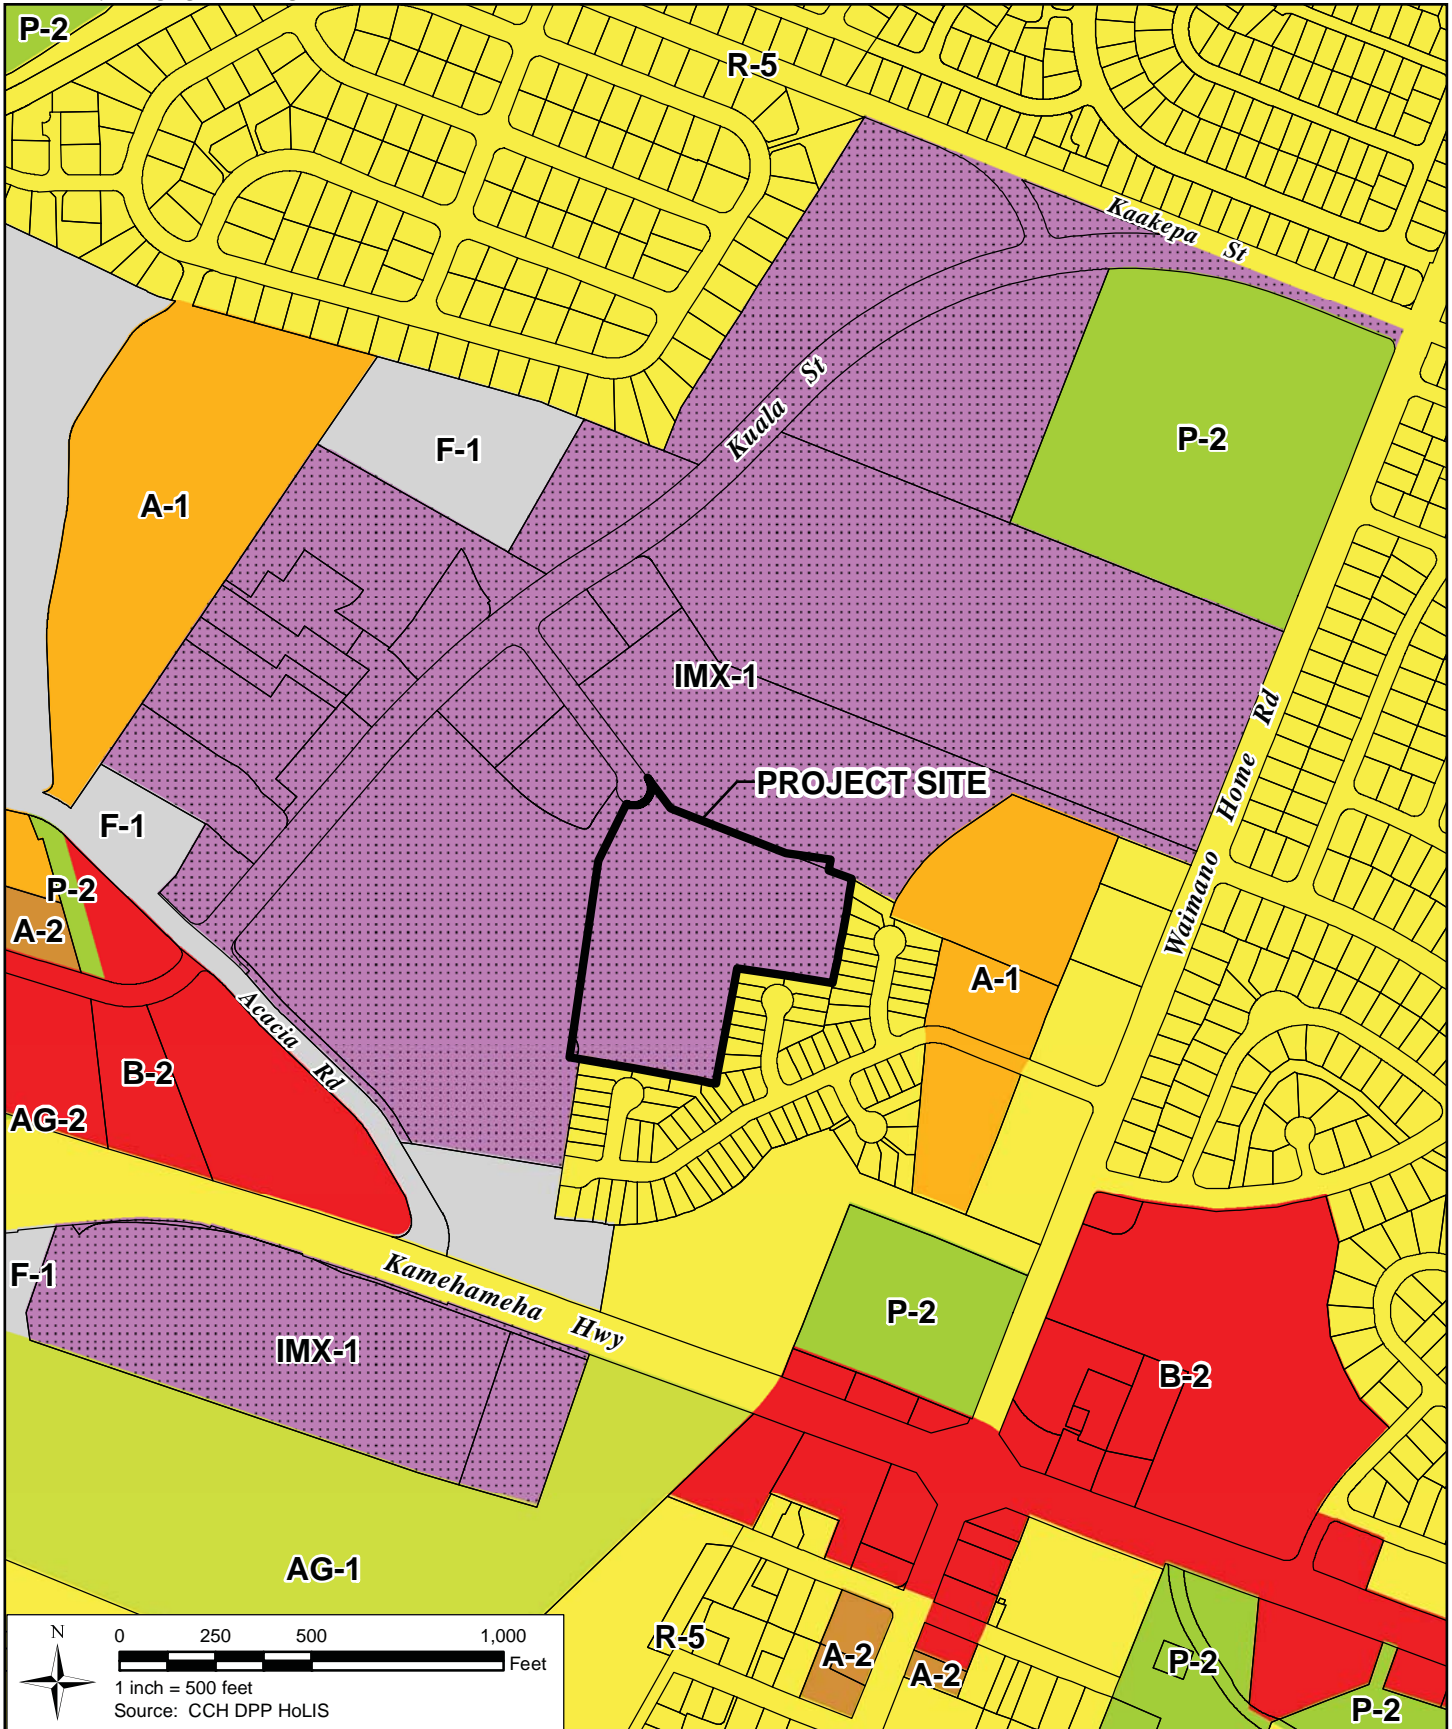 P-2
R-5
Kaakepa St
Kuala St
P-2
F-1
A-1
IMX-1
Waimano Home Rd
PROJECT SITE
F-1
P-2
A-2
A-1
Acacia Rd
B-2
AG-2
Kamehameha Hwy
F-1
P-2
IMX-1
B-2
AG-1
R-5
A-2
A-2
P-2
P-2
N
0 250 500 1,000
Feet
1 inch = 500 feet
Source: CCH DPP HoLIS